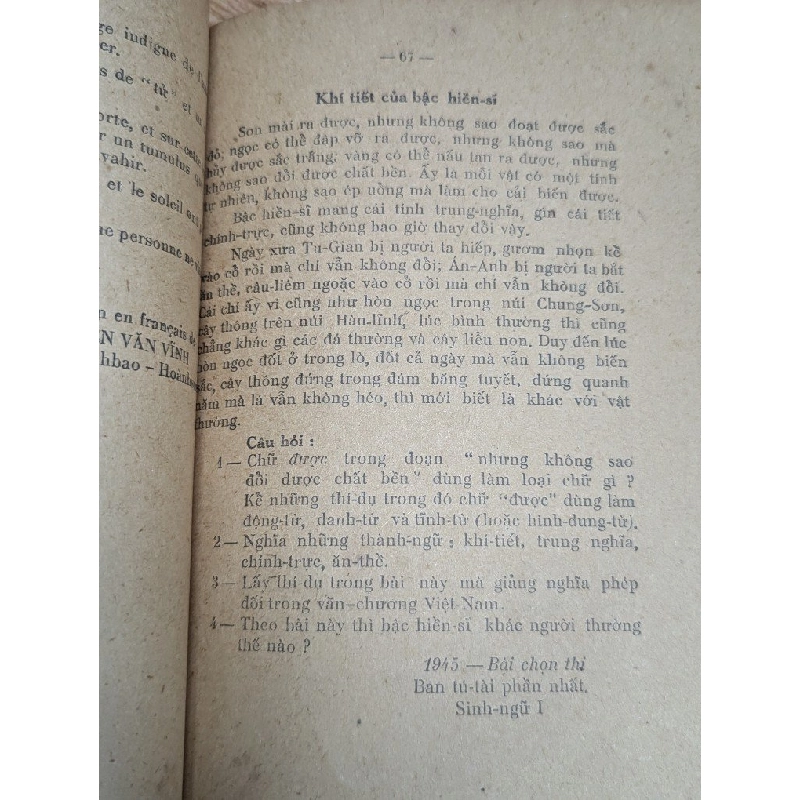 ge indigue de l'
er.
s de "tử" et
orte, et sur
r un tumulus
vahir.
et le soleil
ue personne ne
n en français
N VĂN VĨNH
hbao – Hoành
— 67 —
Khí tiết của bậc hiền-sĩ
Sơn mài ra được, nhưng không sao đoạt được sắc
đỏ; ngọc có thể đập vỡ ra được, nhưng không sao mà
hủy được sắc trắng; vàng có thể nấu tan ra được, nhưng
không sao đổi được chất bền. Ấy là mỗi vật có một tính
tự nhiên, không sao ép uổng mà làm cho cải biến được.
Bậc hiền-sĩ mang cái tính trung-nghĩa, gìn cái tiết
chính-trực, cũng không bao giờ thay đổi vậy.
Ngày xưa Tu-Gian bị người ta hiếp, gươm nhọn kề
vào cổ rồi mà chí vẫn không đổi; Án-Anh bị người ta bắt
ăn thề, câu-liêm ngoặc vào cổ rồi mà chí vẫn không đổi.
Cái chí ấy ví cũng như hòn ngọc trong núi Chung-Sơn,
cây thông trên núi Hàu-lĩnh, lúc bình thường thì cũng
chẳng khác gì các đá thường và cây liễu non. Duy đến lúc
hòn ngọc đốt ở trong lò, đốt cả ngày mà vẫn không biến
sắc, cây thông đứng trong đám băng tuyết, đứng quanh
năm mà lá vẫn không héo, thì mới biết là khác với vật
thường.
Câu hỏi :
1 — Chữ được trong đoạn "nhưng không sao
đổi được chất bền" dùng làm loại chữ gì ?
Kể những thí-dụ trong đó chữ "được" dùng làm
động-từ, danh-từ và tĩnh-từ (hoặc hình-dung-từ).
2 — Nghĩa những thành-ngữ : khí-tiết, trung nghĩa,
chính-trực, ăn-thề.
3 — Lấy thí dụ trong bài này mà giảng nghĩa phép
đối trong văn-chương Việt Nam.
4 — Theo bài này thì bậc hiền-sĩ khác người thường
thế nào ?
1945 — Bài chọn thi
Ban tú-tài phần nhất.
Sinh-ngữ I